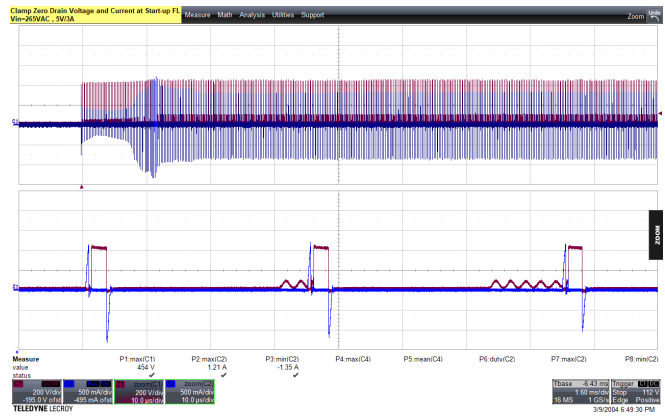 Clamp Zero Drain Voltage and Current at Start-up FL
Vin=265VAC , 5V/3A
Measure Math Analysis Utilities Support
Zoom Undo
ZOOM
Measure P1:max(C1) P2:max(C2) P3:min(C2) P4:max(C4) P5:mean(C4) P6:duty(C2) P7:max(C2) P8:min(C2)
value 454 V 1.21 A -1.35 A
status
zoom(C1) zoom(C2)
200 V/div 500 mA/div 200 V/div 500 mA/div
-195.0 V ofst -495 mA ofst 10.0 µs/div 10.0 µs/div
Tbase -6.43 ms Trigger C1 DC
1.60 ms/div Stop 112 V
16 MS 1 GS/s Edge Positive
TELEDYNE LECROY
3/9/2004 6:49:30 PM